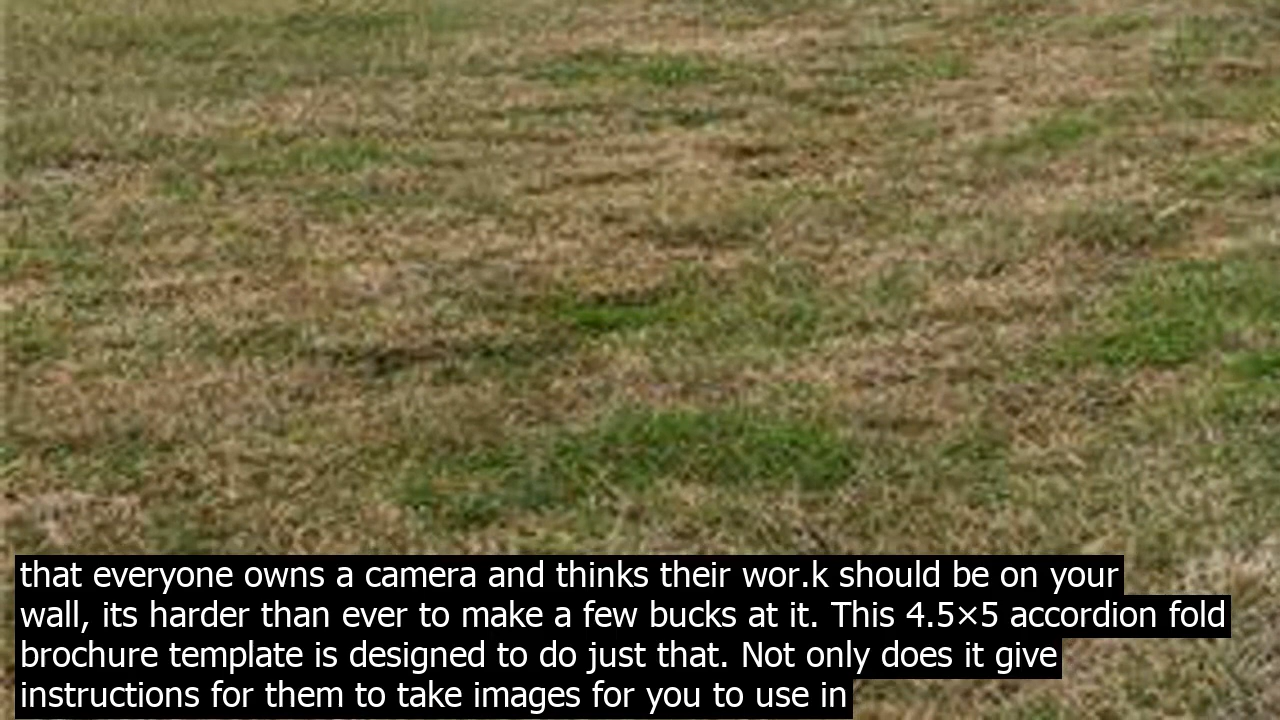 that everyone owns a camera and thinks their wor.k should be on your
wall, its harder than ever to make a few bucks at it. This 4.5×5 accordion fold
brochure template is designed to do just that. Not only does it give
instructions for them to take images for you to use in